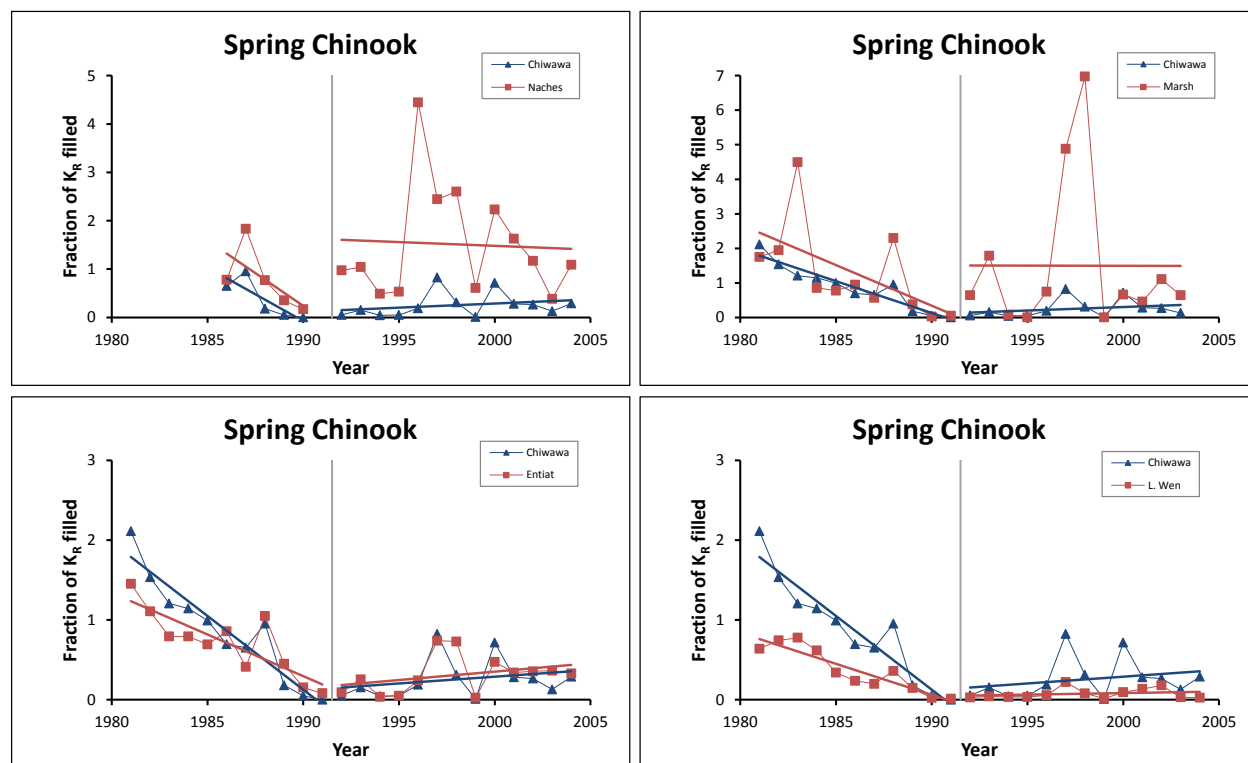 Spring Chinook
Chiwawa
Naches
Fraction of KR filled
5
4
3
2
1
0
1980 1985 1990 1995 2000 2005
Year
Spring Chinook
Chiwawa
Marsh
Fraction of KR filled
7
6
5
4
3
2
1
0
1980 1985 1990 1995 2000 2005
Year
Spring Chinook
Chiwawa
Entiat
Fraction of KR filled
3
2
1
0
1980 1985 1990 1995 2000 2005
Year
Spring Chinook
Chiwawa
L. Wen
Fraction of KR filled
3
2
1
0
1980 1985 1990 1995 2000 2005
Year